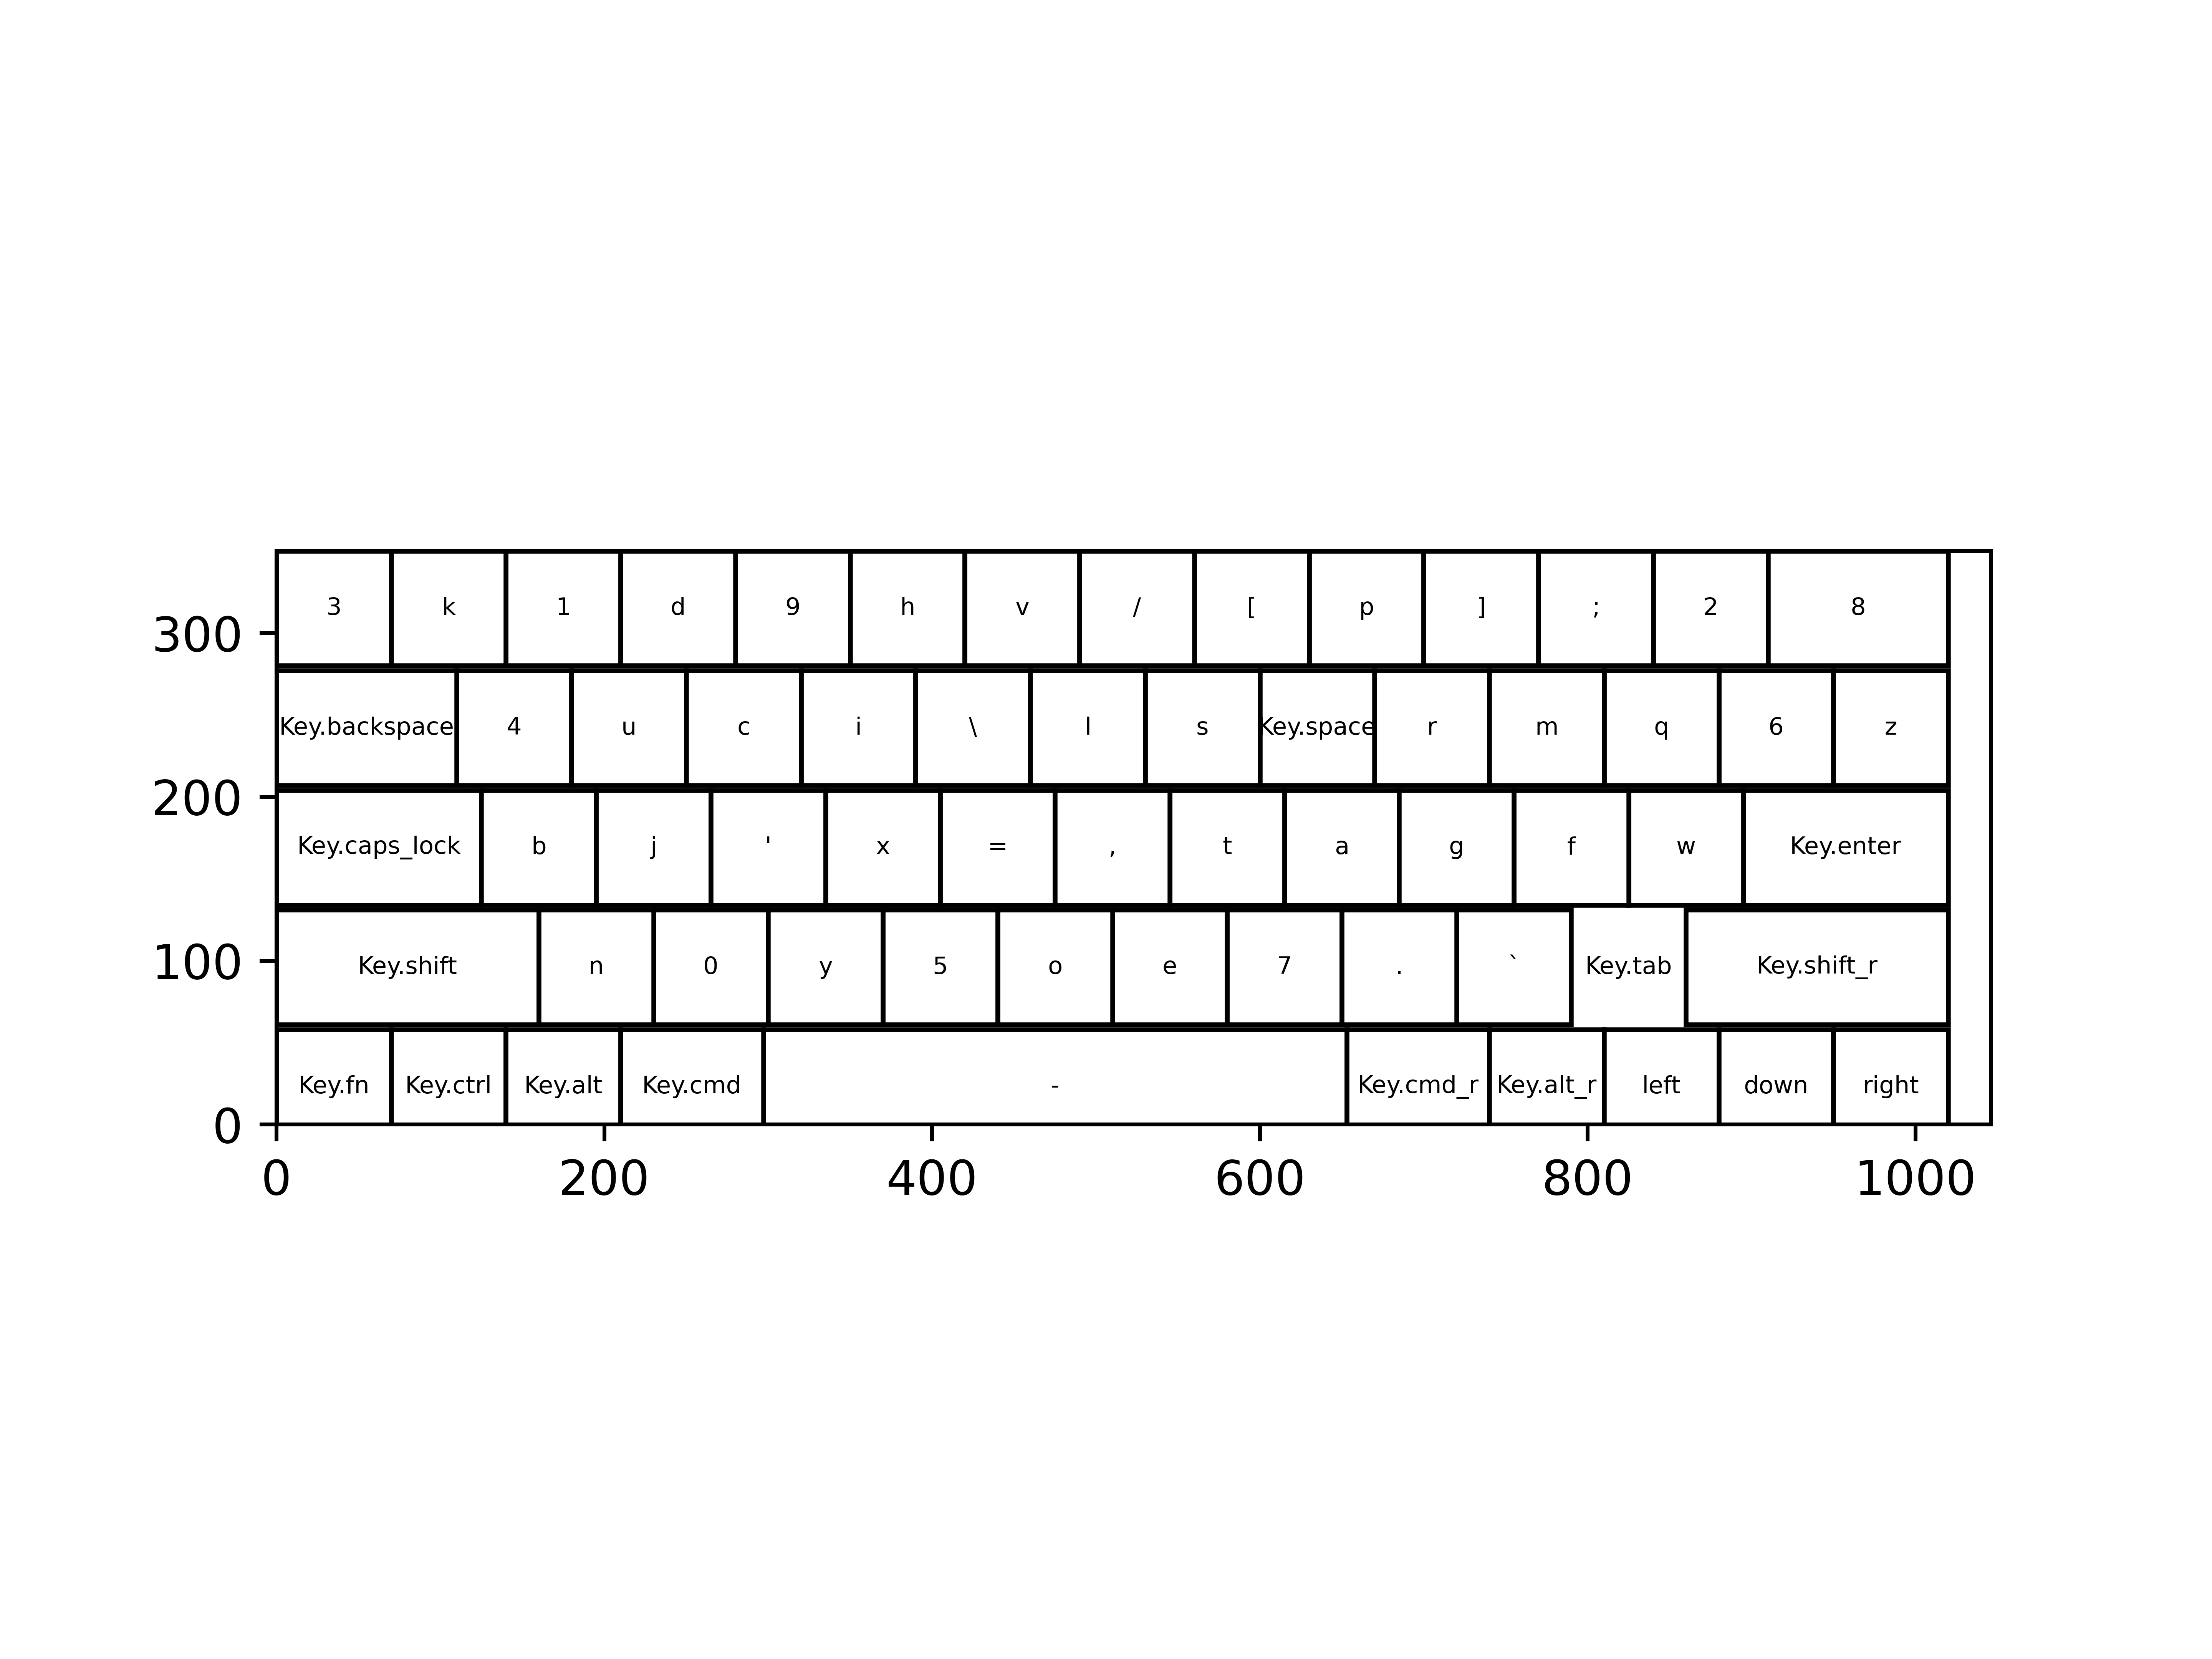 3 k 1 d 9 h v / [ p ] ; 2 8
300
Key.backspace 4 u c i \ l s Key.space r m q 6 z
200
Key.caps_lock b j ' x = , t a g f w Key.enter
100
Key.shift n 0 y 5 o e 7 . ` Key.tab Key.shift_r
Key.fn Key.ctrl Key.alt Key.cmd - Key.cmd_r Key.alt_r left down right
0
0 200 400 600 800 1000